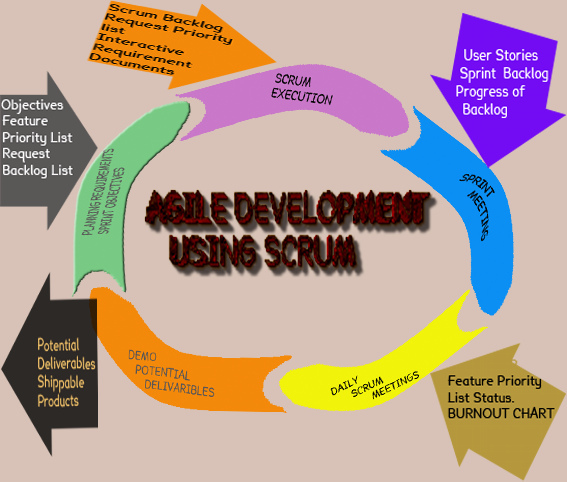 Scrum Backlog
Request Priority
list
Interactive
Requirement
Documents
User Stories
Sprint Backlog
Progress of
Backlog
SCRUM
EXECUTION
Objectives
Feature
Priority List
Request
Backlog List
PLANNING REQUIREMENTS
SPRINT OBJECTIVES
SPRINT
MEETING
AGILE DEVELOPMENT
USING SCRUM
Potential
Deliverables
Shippable
Products
DEMO
POTENTIAL
DELIVARIBLES
DAILY
SCRUM
MEETINGS
Feature Priority
List Status.
BURNOUT CHART